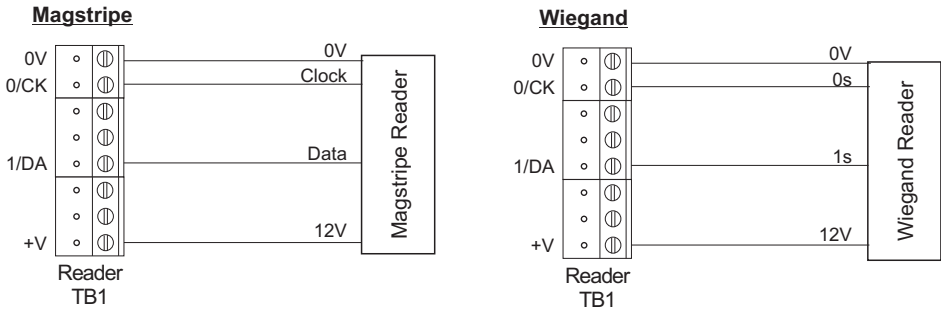 Magstripe
0V
0/CK
1/DA
+V
0V
Clock
Data
12V
Magstripe Reader
Reader
TB1
Wiegand
0V
0/CK
1/DA
+V
0V
0s
1s
12V
Wiegand Reader
Reader
TB1